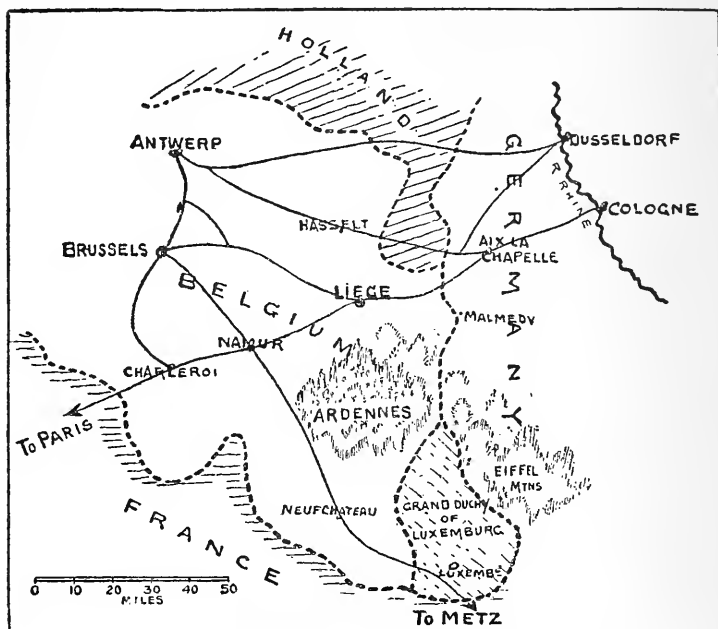 HOLLAND
ANTWERP
DUSSELDORF
GERMANY
R RHINE
COLOGNE
HASSELT
BRUSSELS
AIX LA
CHAPELLE
BELGIUM
LIEGE
MALMEDY
NAMUR
CHARLEROI
ARDENNES
TO PARIS
EIFFEL
MTNS
NEUFCHATEAU
GRAND DUCHY
OF
LUXEMBURG
FRANCE
LUXEMBG
0 10 20 30 40 50
MILES
TO METZ